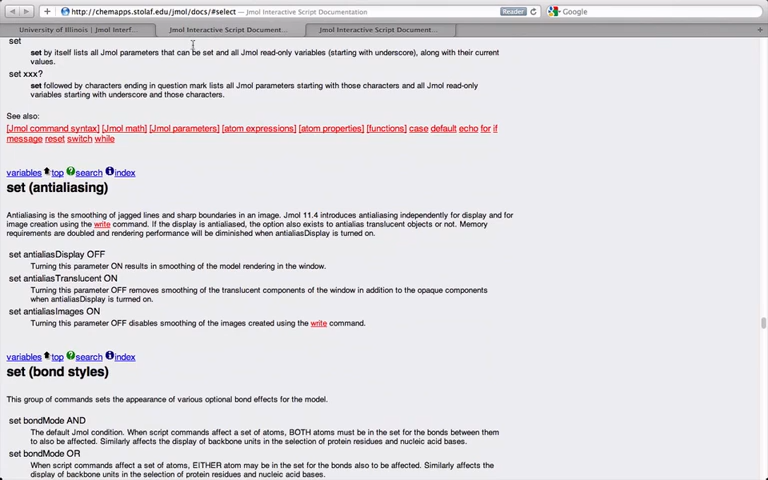 http://chemapps.stolaf.edu/jmol/docs/#select
Reader
Google
University of Illinois | Jmol Interf...
Jmol Interactive Script Document...
Jmol Interactive Script Document...
set
set by itself lists all Jmol parameters that can be set and all Jmol read-only variables (starting with underscore), along with their current
values.
set xxx?
set followed by characters ending in question mark lists all Jmol parameters starting with those characters and all Jmol read-only
variables starting with underscore and those characters.
See also:
[Jmol command syntax] [Jmol math] [Jmol parameters] [atom expressions] [atom properties] [functions] case default echo for if
message reset switch while
variables top search index
set (antialiasing)
Antialiasing is the smoothing of jagged lines and sharp boundaries in an image. Jmol 11.4 introduces antialiasing independently for display and for
image creation using the write command. If the display is antialiased, the option also exists to antialias translucent objects or not. Memory
requirements are doubled and rendering performance will be diminished when antialiasDisplay is turned on.
set antialiasDisplay OFF
Turning this parameter ON results in smoothing of the model rendering in the window.
set antialiasTranslucent ON
Turning this parameter OFF removes smoothing of the translucent components of the window in addition to the opaque components
when antialiasDisplay is turrned on.
set antialiasImages ON
Turning this parameter OFF disables smoothing of the images created using the write command.
variables top search index
set (bond styles)
This group of commands sets the appearance of various optional bond effects for the model.
set bondMode AND
The default Jmol condition. When script commands affect a set of atoms, BOTH atoms must be in the set for the bonds between them
to also be affected. Similarly affects the display of backbone units in the selection of protein residues and nucleic acid bases.
set bondMode OR
When script commands affect a set of atoms, EITHER atom may be in the set for the bonds also to be affected. Similarly affects the
display of backbone units in the selection of protein residues and nucleic acid bases.